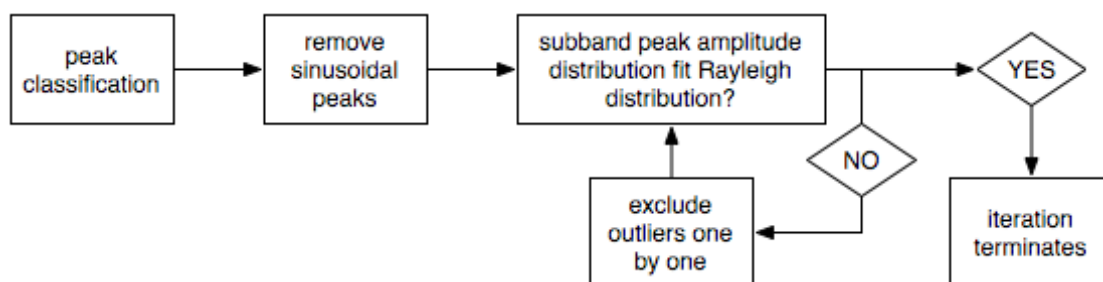 peak
classification
remove
sinusoidal
peaks
subband peak amplitude
distribution fit Rayleigh
distribution?
YES
NO
exclude
outliers one
by one
iteration
terminates